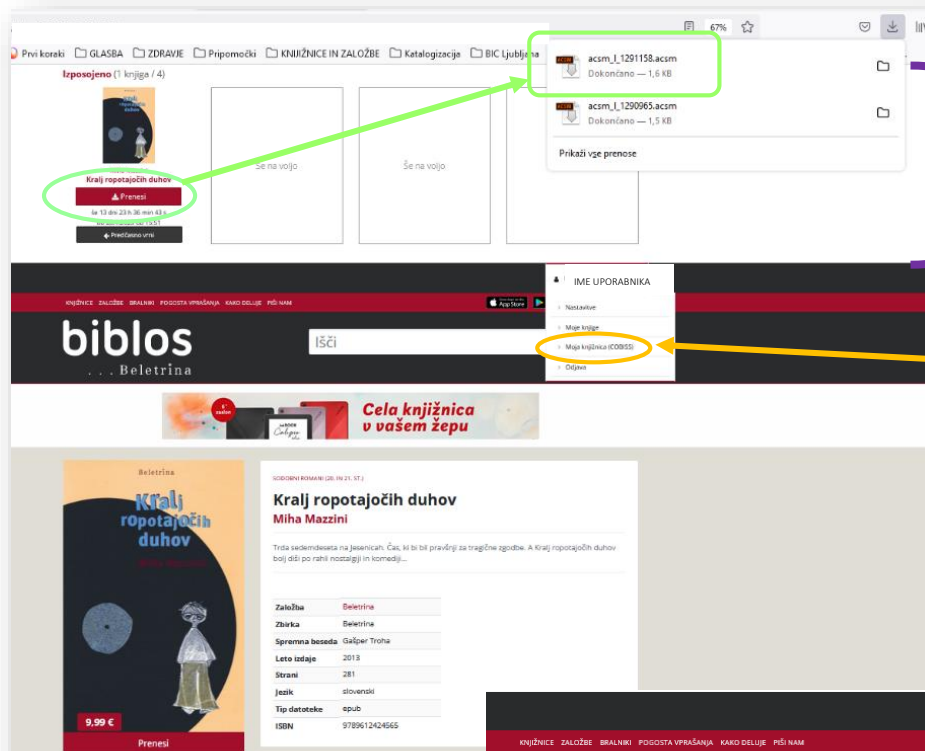 67%
Prvi koraki GLASBA ZDRAVJE Pripomočki KNJIŽNICE IN ZALOŽBE Katalogizacija BIC Ljubljana
acsm_l_1291158.acsm
Dokončano — 1,6 KB
acsm_l_1290965.acsm
Dokončano — 1,5 KB
Prikaži vse prenose
Izposojeno (1 knjiga / 4)
Kralj ropotajočih duhov
Prenesi
še 13 dni 23 h 36 min 43 s
Predčasno vrni
Še na voljo
Še na voljo
IME UPORABNIKA
Nastavitve
Moje knjige
Moja knjižnica (COBISS)
Odjava
KNJIŽNICE ZALOŽBE BRALNIKI POGOSTA VPRAŠANJA KAKO DELUJE PIŠI NAM
App Store
biblos
... Beletrina
Išči
Cela knjižnica
v vašem žepu
Beletrina
Kralj
ropotajočih
duhov
9,99 €
Prenesi
SODOBNI ROMANI (20. IN 21. ST.)
Kralj ropotajočih duhov
Miha Mazzini
Trda sedemdeseta na Jesenicah. Čas, ki bi bil pravšnji za tragične zgodbe. A Kralj ropotajočih duhov
bolj diši po rahli nostalgiji in komediji...
Založba Beletrina
Zbirka Beletrina
Spremna beseda Gašper Troha
Leto izdaje 2013
Strani 281
Jezik slovenski
Tip datoteke epub
ISBN 9789612424565
KNJIŽNICE ZALOŽBE BRALNIKI POGOSTA VPRAŠANJA KAKO DELUJE PIŠI NAM